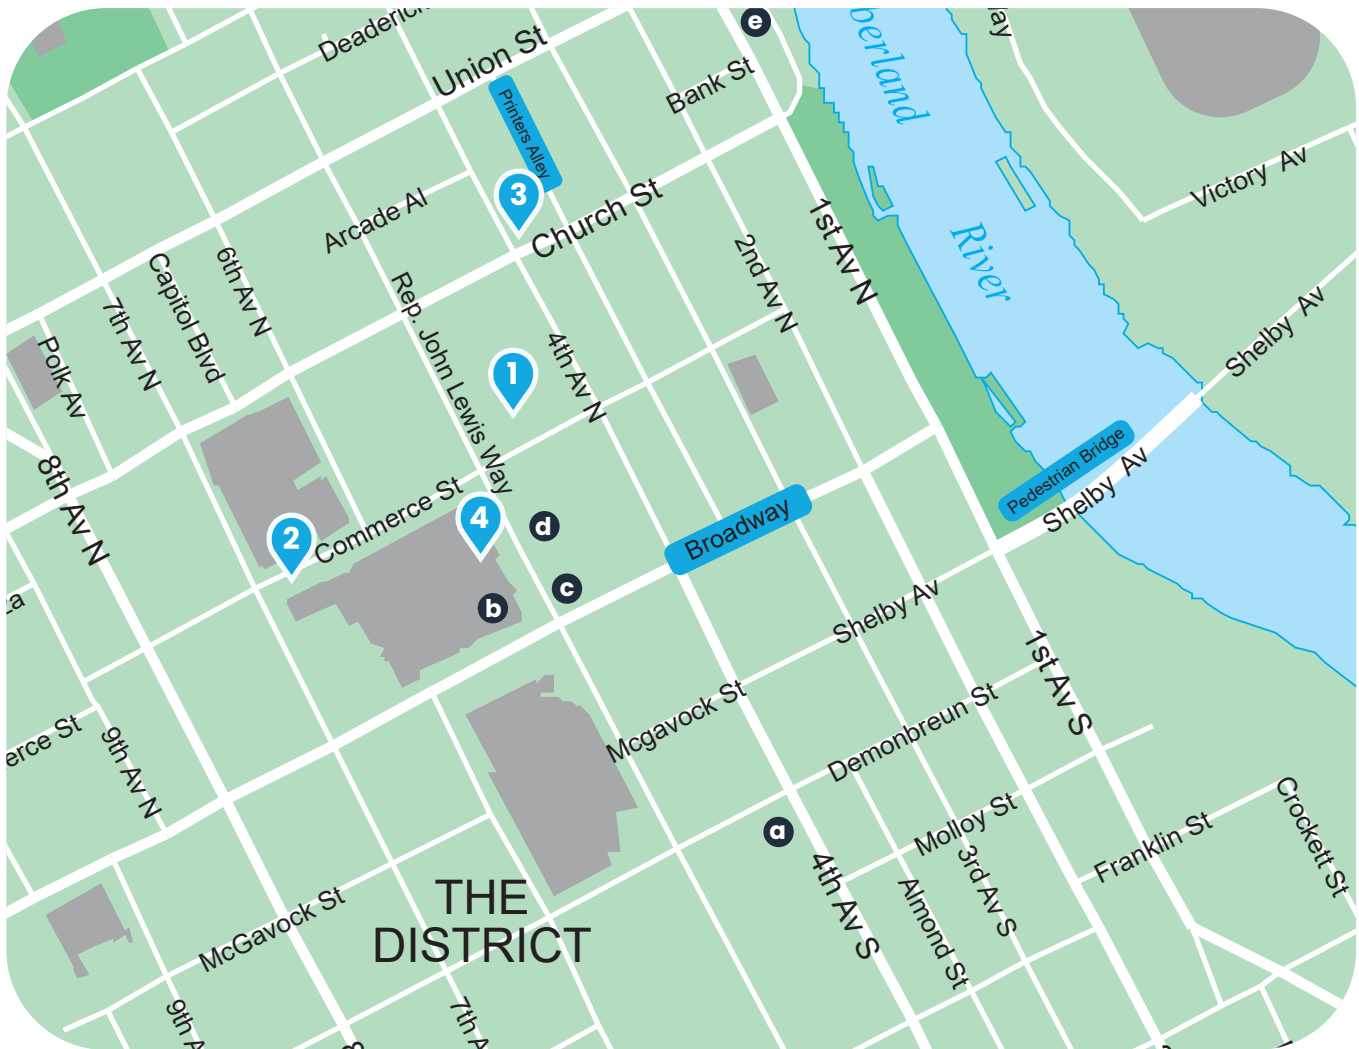 e
Deaderick
Union St
berland
River
Printers Alley
Bank St
Victory Av
Arcade Al
3
Church St
1st Av N
2nd Av N
6th Av N
Capitol Blvd
7th Av N
Polk Av
Rep. John Lewis Way
1
4th Av N
Shelby Av
8th Av N
Commerce St
4
d
Broadway
Pedestrian Bridge
Shelby Av
2
c
b
Shelby Av
Mcgavock St
1st Av S
Demonbreun St
erce St
9th Av N
a
Molloy St
Franklin St
Crockett St
4th Av S
Almond St
3rd Av S
THE
DISTRICT
McGavock St
9th A
7th A